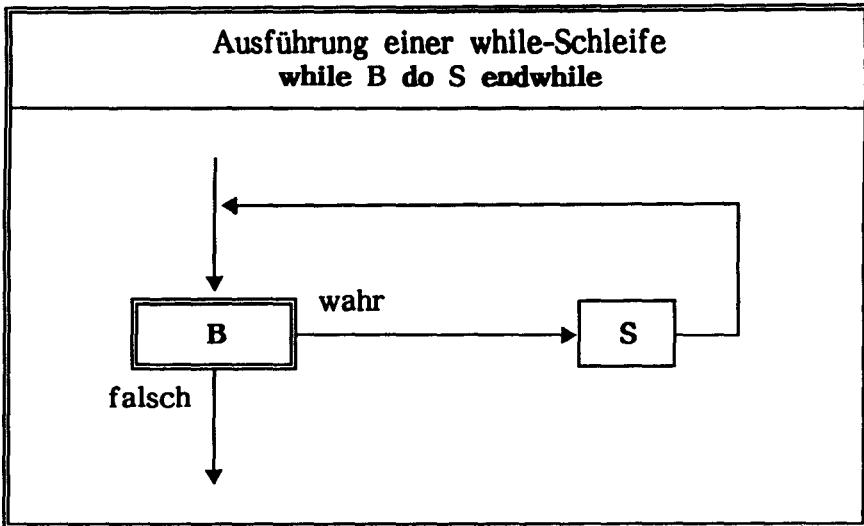 Ausführung einer while-Schleife
while B do S endwhile
wahr
B
S
falsch